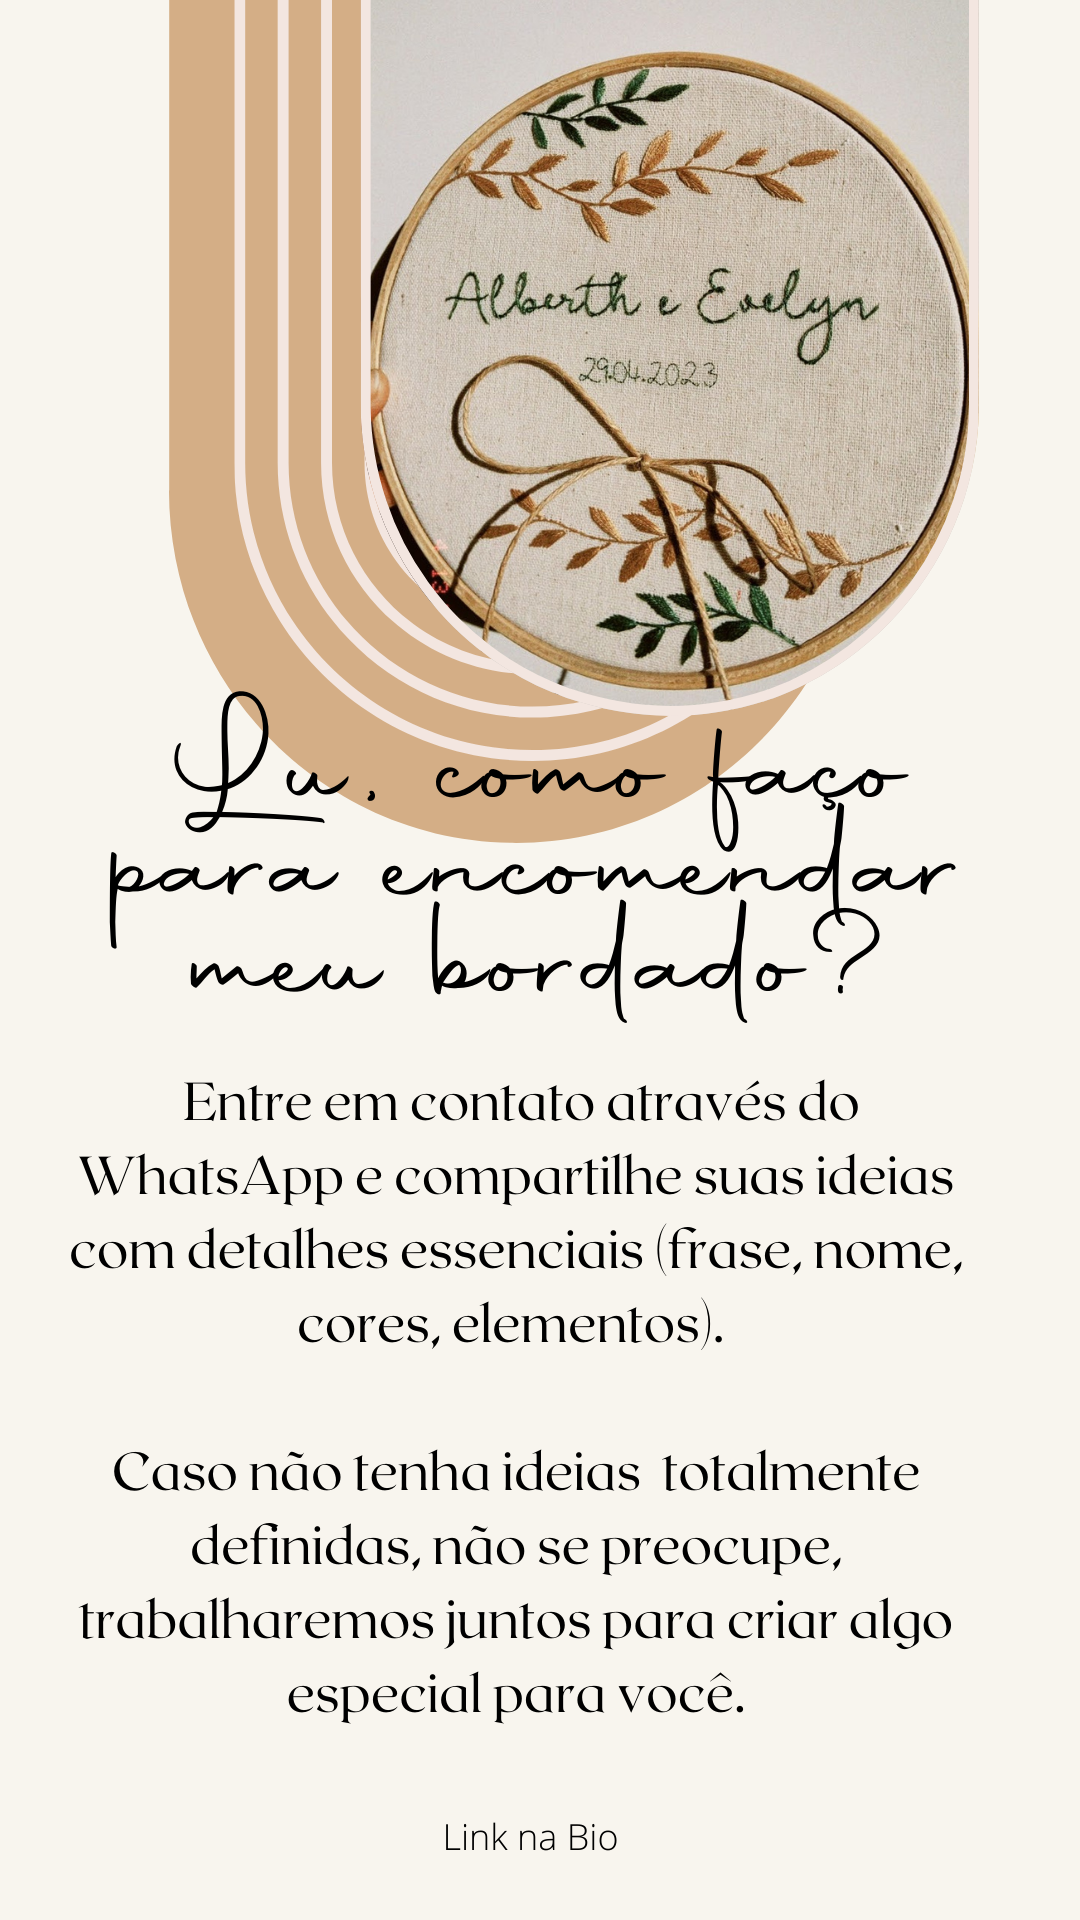 Alberth e Evelyn
29.04.2023
Lu, como faço
para encomendar
meu bordado?
Entre em contato através do
WhatsApp e compartilhe suas ideias
com detalhes essenciais (frase, nome,
cores, elementos).
Caso não tenha ideias  totalmente
definidas, não se preocupe,
trabalharemos juntos para criar algo
especial para você.
Link na Bio